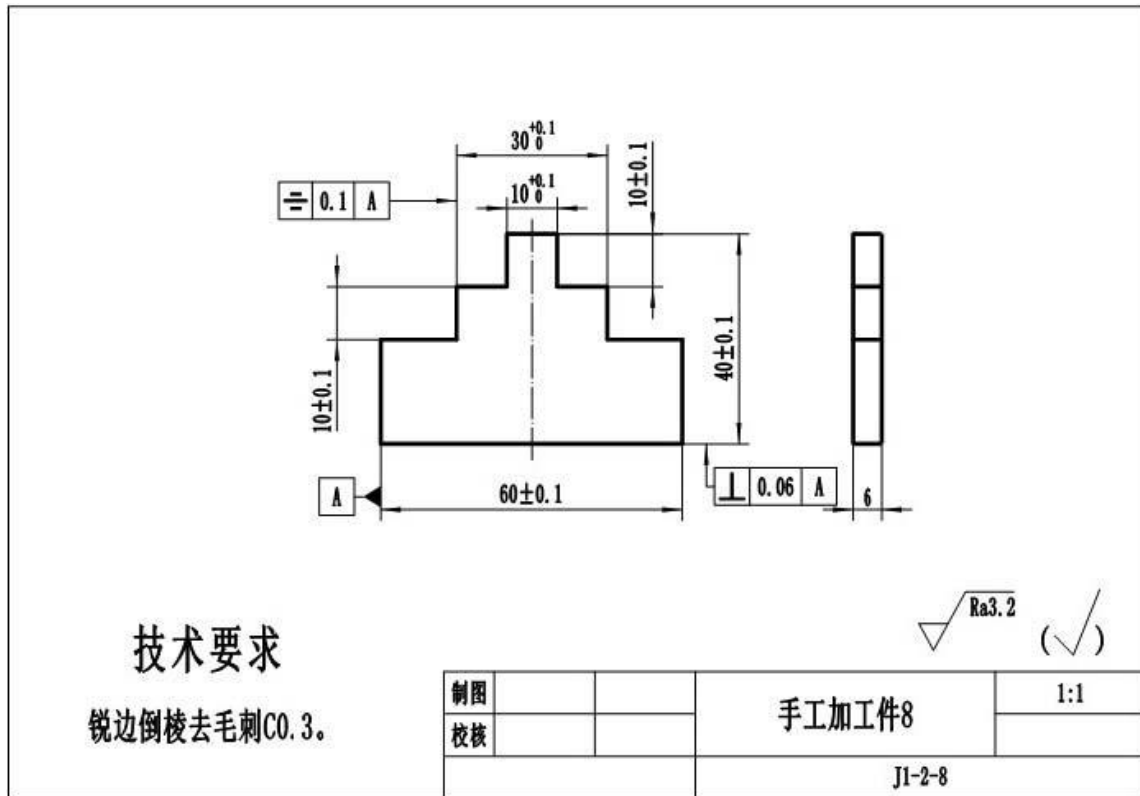 30 +0.1 0
10 +0.1 0
10±0.1
⌯ 0.1 A
40±0.1
10±0.1
A
60±0.1
⊥ 0.06 A
6
Ra3.2
(√)
技术要求
锐边倒棱去毛刺C0.3。
制图
手工加工件8
1:1
校核
J1-2-8